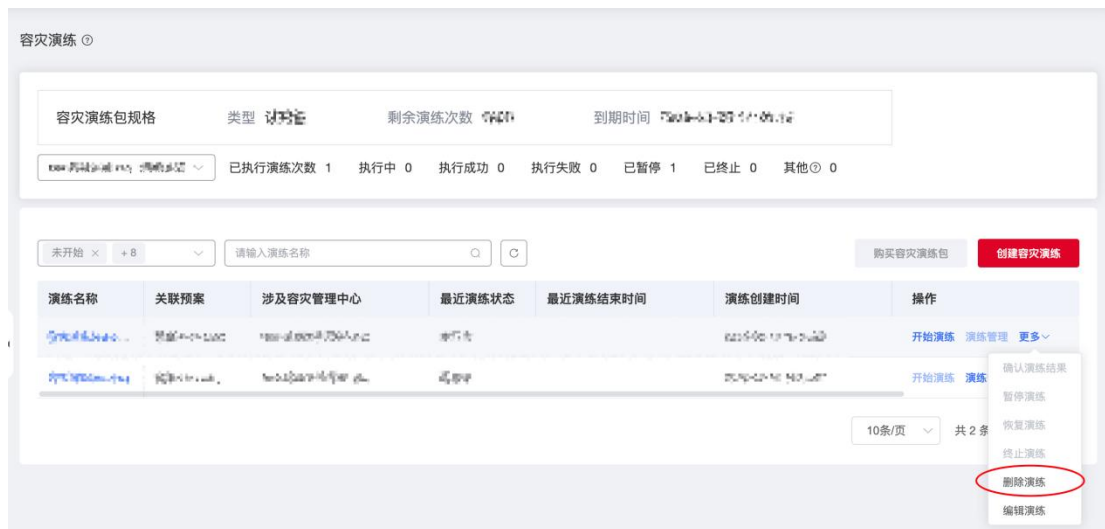 容灾演练 ?
容灾演练包规格 类型 剩余演练次数 到期时间
已执行演练次数 1 执行中 0 执行成功 0 执行失败 0 已暂停 1 已终止 0 其他? 0
未开始 × +8 请输入演练名称 购买容灾演练包 创建容灾演练
演练名称 关联预案 涉及容灾管理中心 最近演练状态 最近演练结束时间 演练创建时间 操作
开始演练 演练管理 更多
开始演练 演练
10条/页 共 2 条
确认演练结果
暂停演练
恢复演练
终止演练
删除演练
编辑演练